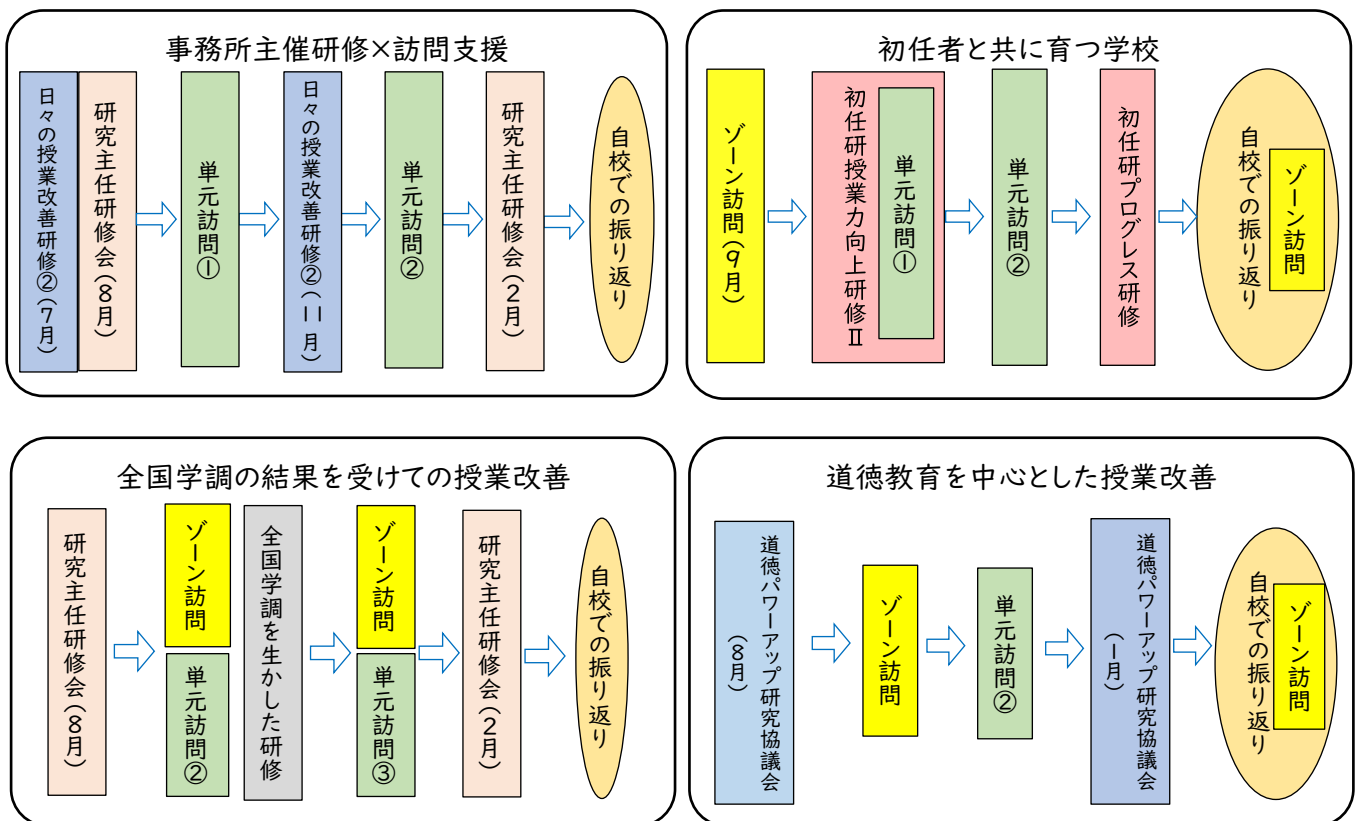 事務所主催研修×訪問支援
日々の授業改善研修②(7月)
研究主任研修会(8月)
単元訪問①
日々の授業改善研修②(11月)
単元訪問②
研究主任研修会(2月)
自校での振り返り
初任者と共に育つ学校
ゾーン訪問(9月)
初任研授業力向上研修Ⅱ
単元訪問①
単元訪問②
初任研プログレス研修
自校での振り返り
ゾーン訪問
全国学調の結果を受けての授業改善
研究主任研修会(8月)
ゾーン訪問
単元訪問②
全国学調を生かした研修
ゾーン訪問
単元訪問③
研究主任研修会(2月)
自校での振り返り
道徳教育を中心とした授業改善
道徳パワーアップ研究協議会
(8月)
ゾーン訪問
単元訪問②
道徳パワーアップ研究協議会
(1月)
自校での振り返り
ゾーン訪問